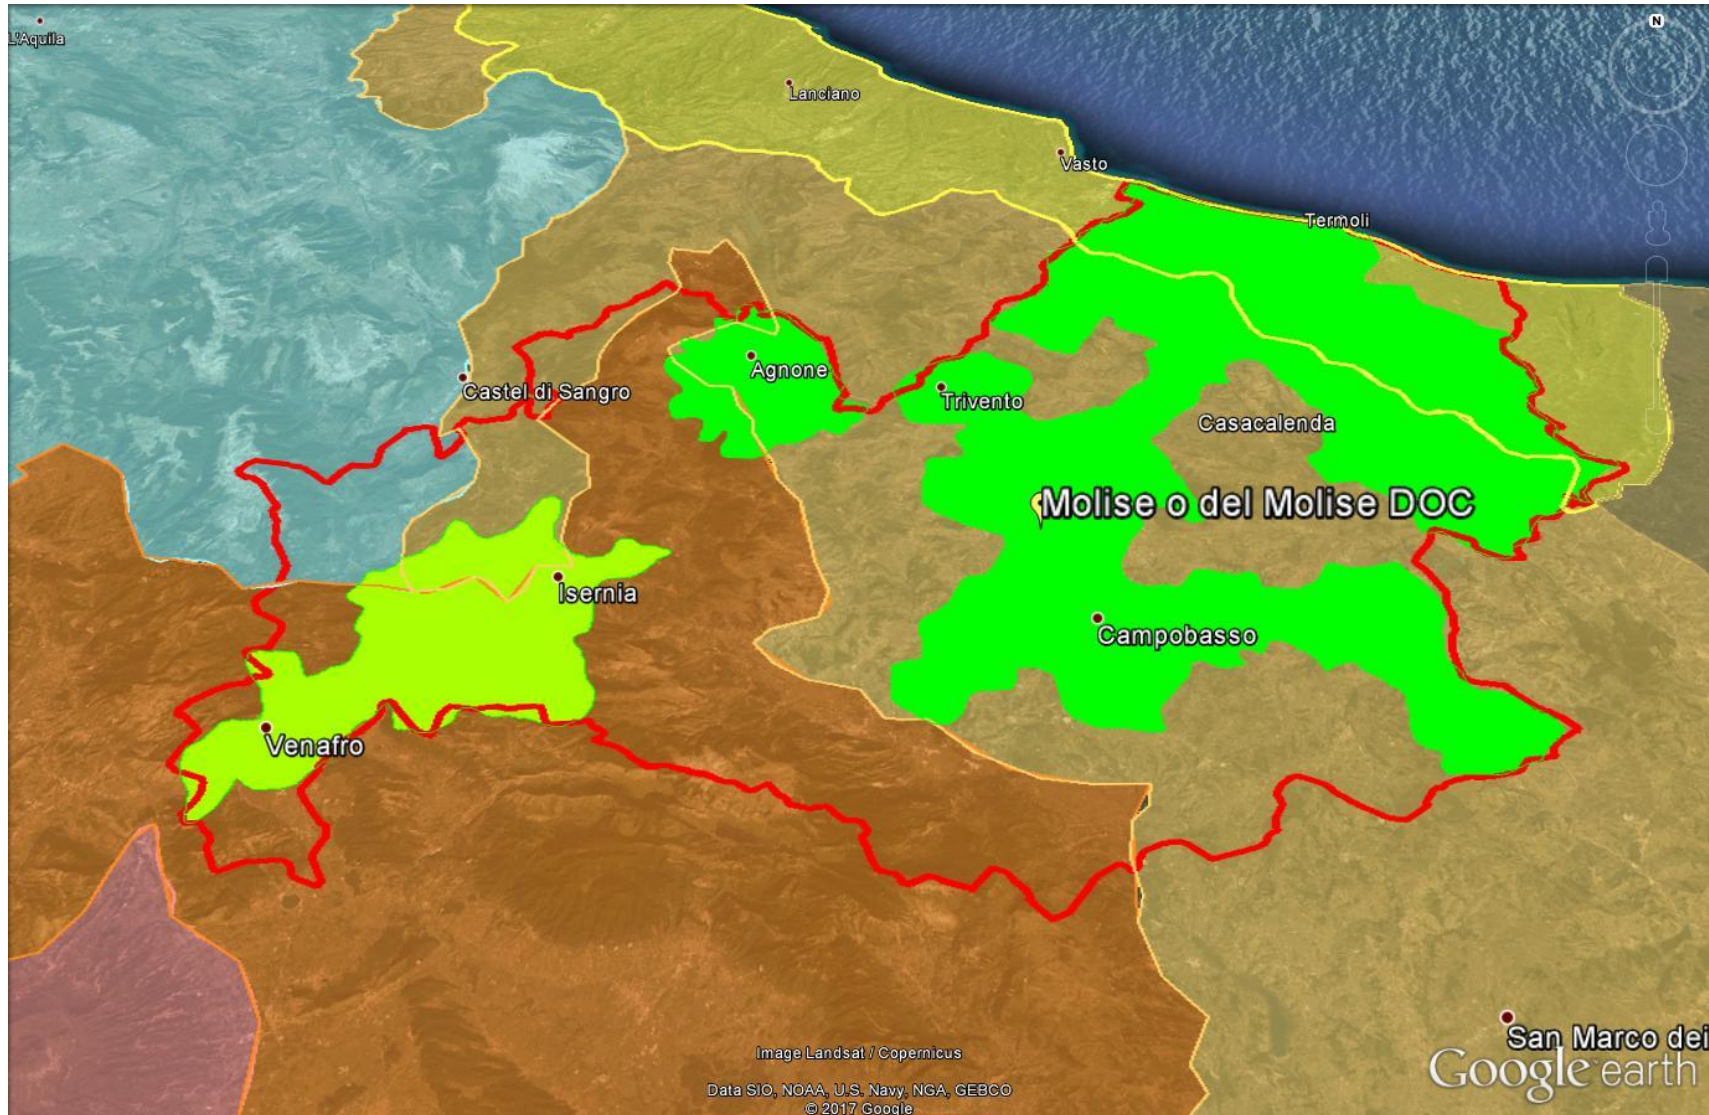 N
L'Aquila
Lanciano
Vasto
Termoli
Agnone
Castel di Sangro
Trivento
Casacalenda
Molise o del Molise DOC
Isernia
Campobasso
Venafro
San Marco dei
Image Landsat / Copernicus
Google earth
Data SIO, NOAA, U.S. Navy, NGA, GEBCO
© 2017 Google